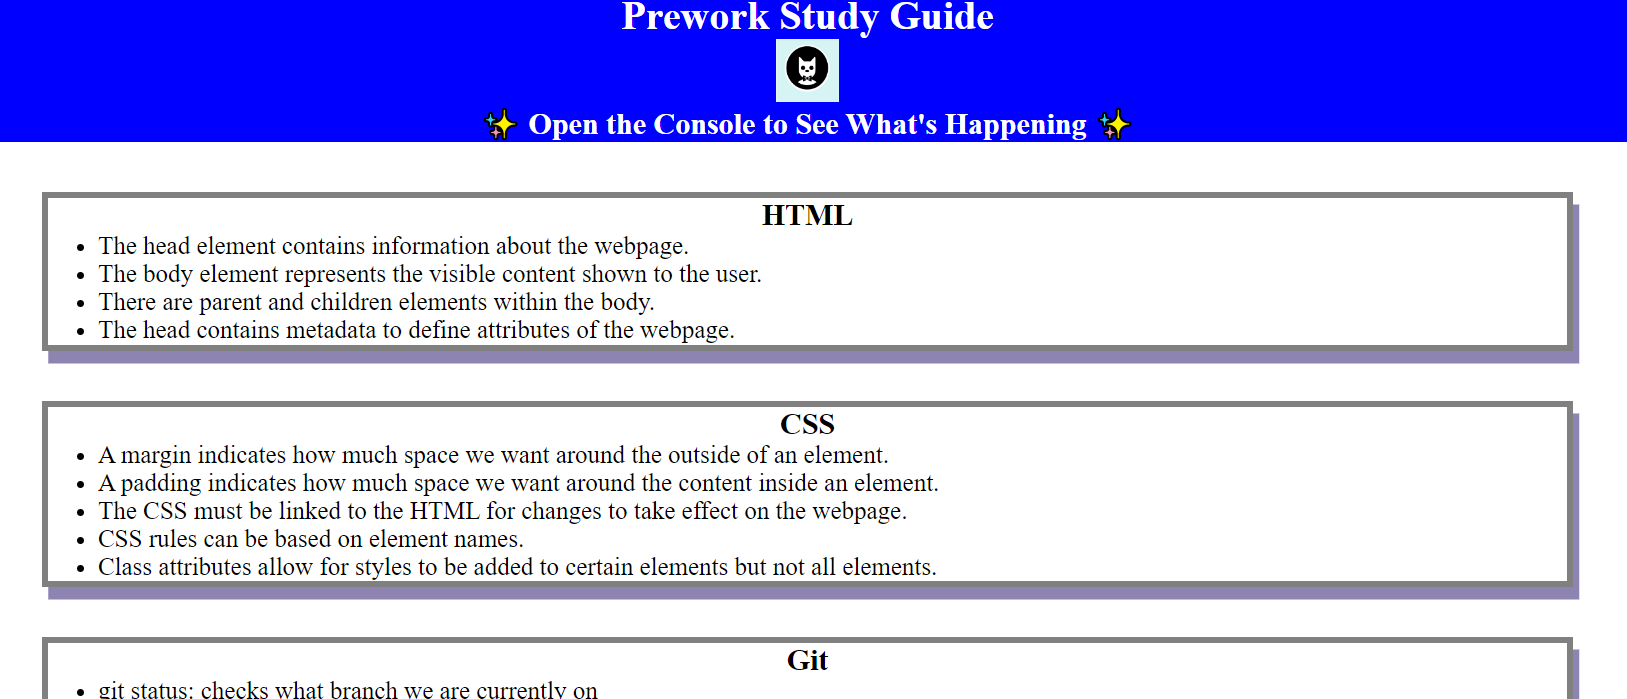 Prework Study Guide
✨ Open the Console to See What's Happening ✨
HTML
• The head element contains information about the webpage.
• The body element represents the visible content shown to the user.
• There are parent and children elements within the body.
• The head contains metadata to define attributes of the webpage.
CSS
• A margin indicates how much space we want around the outside of an element.
• A padding indicates how much space we want around the content inside an element.
• The CSS must be linked to the HTML for changes to take effect on the webpage.
• CSS rules can be based on element names.
• Class attributes allow for styles to be added to certain elements but not all elements.
Git
• git status: checks what branch we are currently on